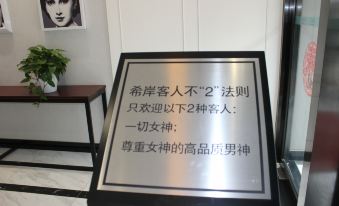 希岸客人不“2”法则
只欢迎以下2种客人：
一切女神；
尊重女神的高品质男神